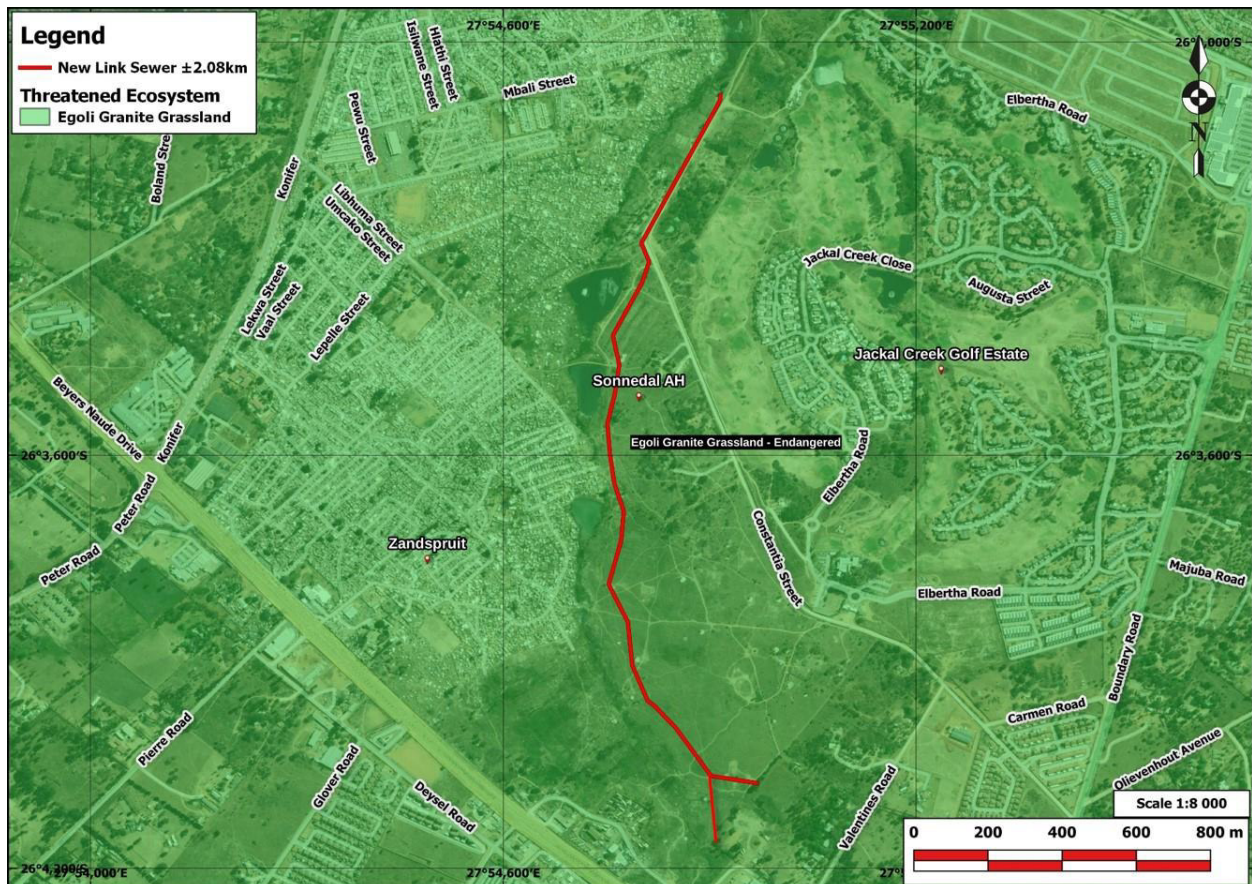 27°54,600'E
27°55,200'E
Legend
New Link Sewer ±2.08km
Threatened Ecosystem
Egoli Granite Grassland
Hlathi Street
Isilwane Street
Mbali Street
Pewu Street
Elbertha Road
N
Konifer
Libhuma Street
Umcako Street
Jackal Creek Close
Augusta Street
Lekwa Street
Vaal Street
Lepelle Street
Jackal Creek Golf Estate
Sonnedal AH
Beyers Naude Drive
Konifer
Egoli Granite Grassland - Endangered
26°3,600'S
26°3,600'S
Elbertha Road
Peter Road
Peter Road
Zandspruit
Constantia Street
Majuba Road
Elbertha Road
Boundary Road
Carmen Road
Pierre Road
Glover Road
Deysel Road
Valentines Road
Olievenhout Avenue
Scale 1:8 000
0 200 400 600 800 m
27°54,000'E
27°54,600'E